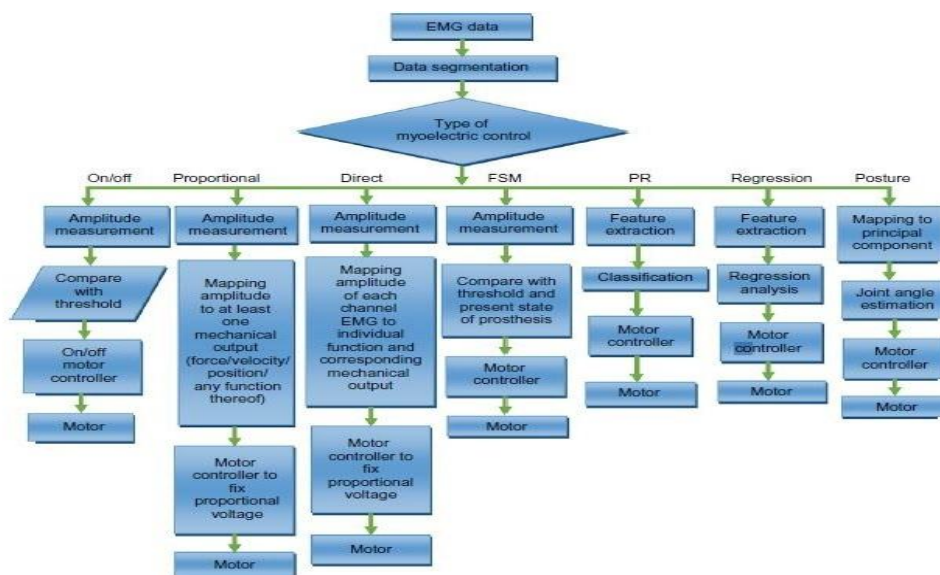 EMG data
Data segmentation
Type of
myoelectric control
On/off
Proportional
Direct
FSM
PR
Regression
Posture
Amplitude
measurement
Compare
with
threshold
On/off
motor
controller
Motor
Amplitude
measurement
Mapping
amplitude
to at least
one
mechanical
output
(force/velocity/
position/
any function
thereof)
Motor
controller to
fix
proportional
voltage
Motor
Amplitude
measurement
Mapping
amplitude
of each
channel
EMG to
individual
function and
corresponding
mechanical
output
Motor
controller to fix
proportional
voltage
Motor
Amplitude
measurement
Compare with
threshold and
present state
of prosthesis
Motor
controller
Motor
Feature
extraction
Classification
Motor
controller
Motor
Feature
extraction
Regression
analysis
Motor
controller
Motor
Mapping to
principal
component
Joint angle
estimation
Motor
controller
Motor